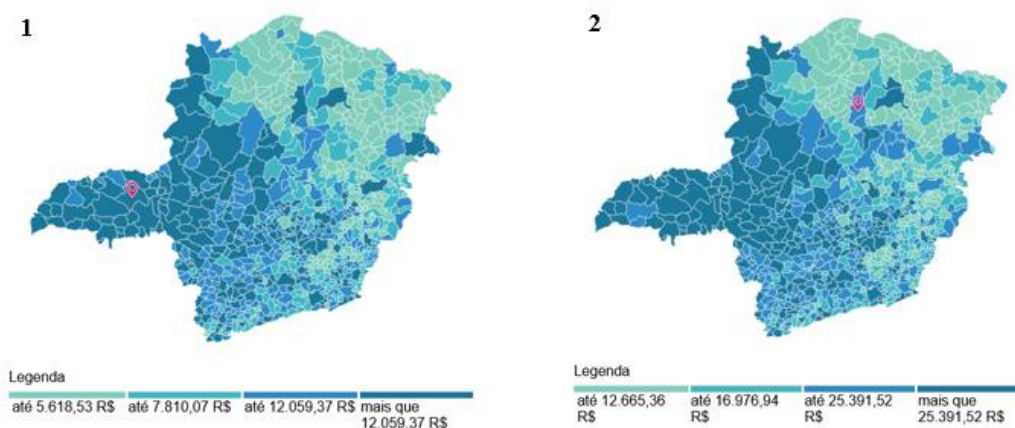 1
2
Legenda
até 5.618,53 R$
até 7.810,07 R$
até 12.059,37 R$
mais que
12.059,37 R$
Legenda
até 12.665,36
R$
até 16.976,94
R$
até 25.391,52
R$
mais que
25.391,52 R$